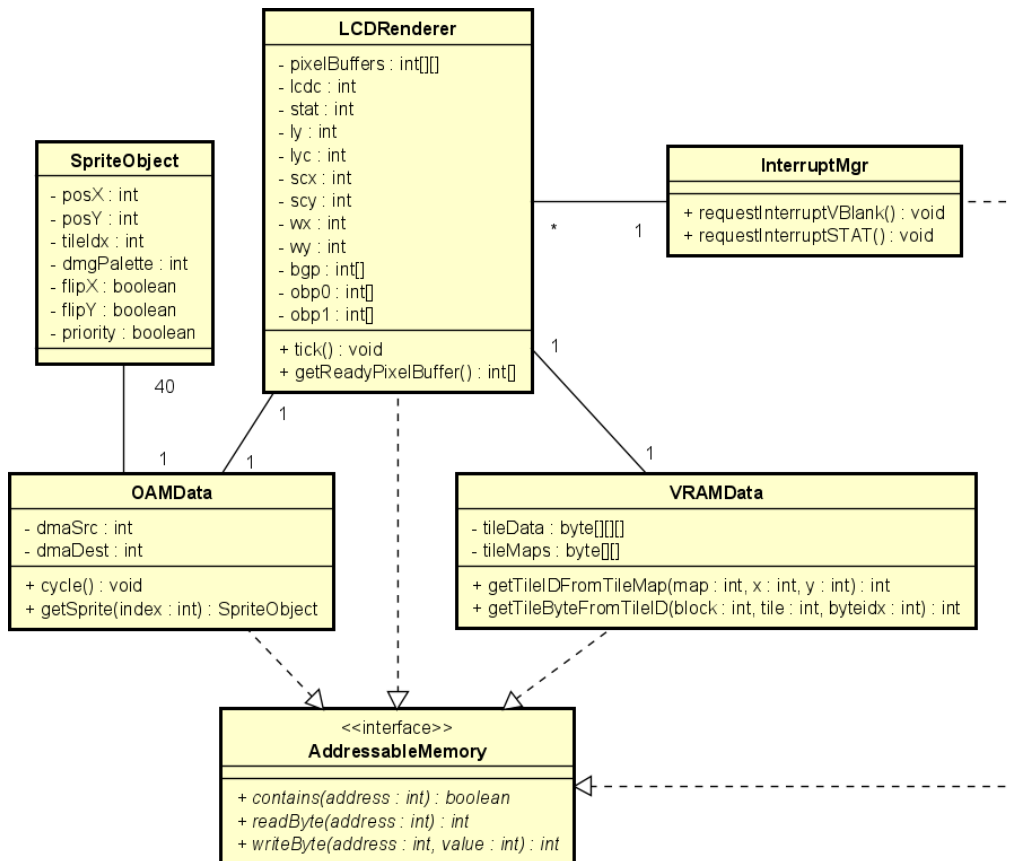 LCDRenderer
- pixelBuffers : int[][]
- lcdc : int
- stat : int
- ly : int
- lyc : int
- scx : int
- scy : int
- wx : int
- wy : int
- bgp : int[]
- obp0 : int[]
- obp1 : int[]
+ tick() : void
+ getReadyPixelBuffer() : int[]
SpriteObject
- posX : int
- posY : int
- tileIdx : int
- dmgPalette : int
- flipX : boolean
- flipY : boolean
- priority : boolean
InterruptMgr
+ requestInterruptVBlank() : void
+ requestInterruptSTAT() : void
*
1
40
1
1
1
1
1
OAMData
- dmaSrc : int
- dmaDest : int
+ cycle() : void
+ getSprite(index : int) : SpriteObject
VRAMData
- tileData : byte[][][]
- tileMaps : byte[][]
+ getTileIDFromTileMap(map : int, x : int, y : int) : int
+ getTileByteFromTileID(block : int, tile : int, byteidx : int) : int
<<interface>>
AddressableMemory
+ contains(address : int) : boolean
+ readByte(address : int) : int
+ writeByte(address : int, value : int) : int